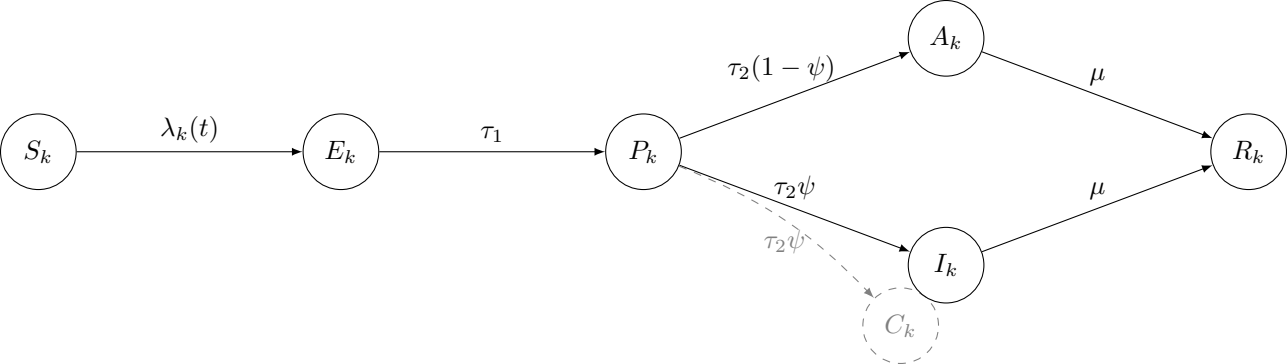 A_k
τ_2(1 − ψ)
μ
λ_k(t)
τ_1
S_k
E_k
P_k
R_k
τ_2ψ
μ
τ_2ψ
I_k
C_k